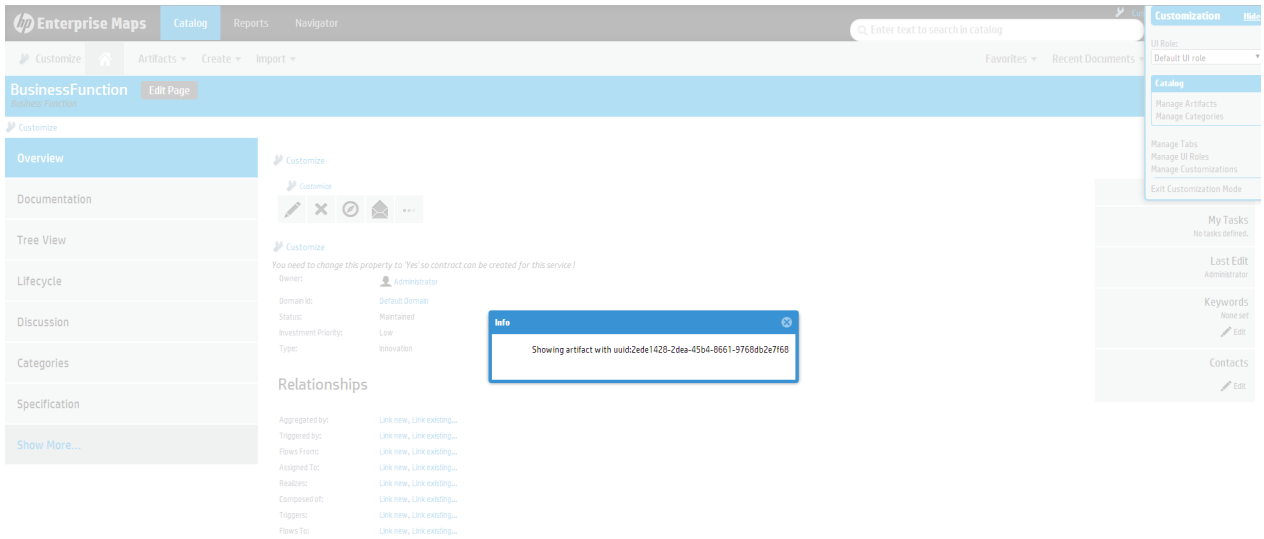 hp Enterprise Maps Catalog Reports Navigator
Enter text to search in catalog
Customization Hide
Customize Artifacts Create Import Favorites Recent Documents
UI Role:
Default UI role
BusinessFunction Edit Page
Business Function
Catalog
Manage Artifacts
Manage Categories
Customize
Manage Tabs
Manage UI Roles
Manage Customizations
Exit Customization Mode
Overview
Documentation
Tree View
Lifecycle
Discussion
Categories
Specification
Show More...
Customize
Customize
Customize
You need to change this property to 'Yes' so contract can be created for this service !
Owner: Administrator
Domain Id: Default Domain
Status: Maintained
Investment Priority: Low
Type: Innovation
Relationships
Aggregated by: Link new, Link existing...
Triggered by: Link new, Link existing...
Flows From: Link new, Link existing...
Assigned To: Link new, Link existing...
Realizes: Link new, Link existing...
Composed of: Link new, Link existing...
Triggers: Link new, Link existing...
Flows To: Link new, Link existing...
Info
Showing artifact with uuid:2ede1428-2dea-45b4-8661-9768db2e7f68
My Tasks
No tasks defined.
Last Edit
Administrator
Keywords
None set
Edit
Contacts
Edit